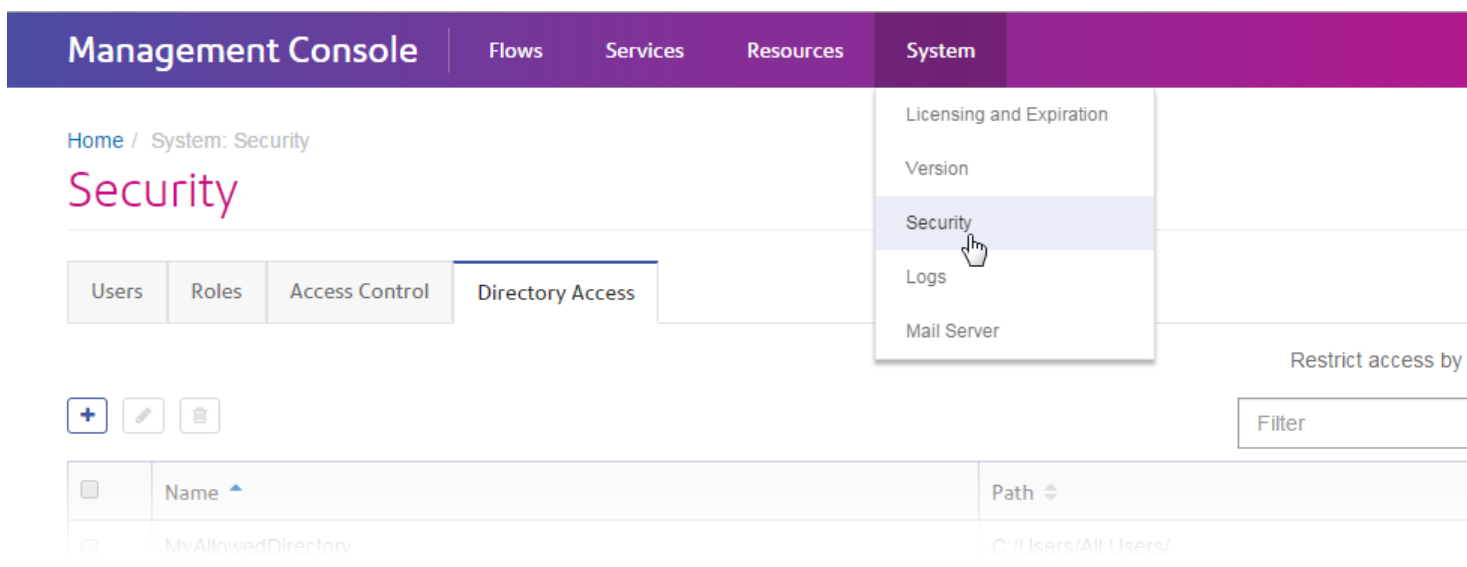 Management Console Flows Services Resources System
Licensing and Expiration
Home / System: Security
Version
Security
Security
Logs
Users Roles Access Control Directory Access
Mail Server
Restrict access by
+
Filter
Name Path
MyAllowedDirectory C:/Users/All Users/